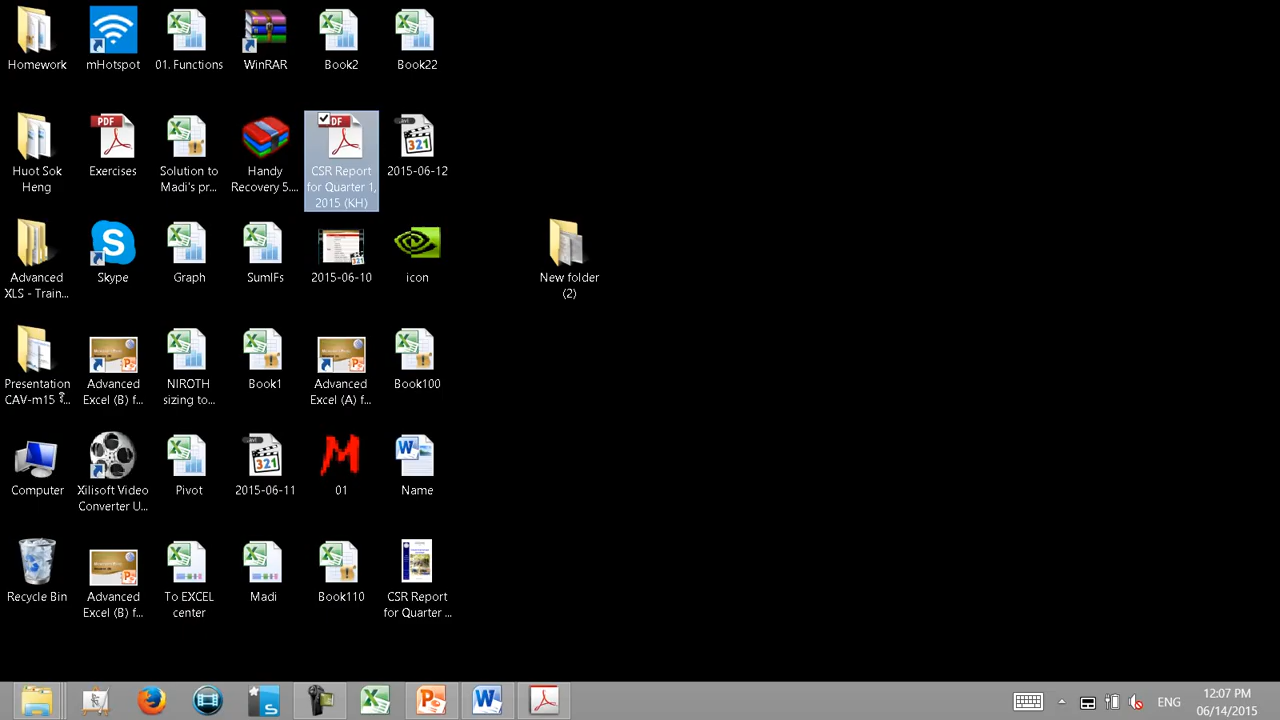 Homework
mHotspot
01. Functions
WinRAR
Book2
Book22
Huot Sok
Heng
PDF
Exercises
Solution to
Madi's pr...
Handy
Recovery 5....
DF
CSR Report
for Quarter 1,
2015 (KH)
321
2015-06-12
Advanced
XLS - Train...
Skype
Graph
SumIFs
2015-06-10
icon
New folder
(2)
Presentation
CAV-m15
Advanced
Excel (B) f...
NIROTH
sizing to...
Book1
Advanced
Excel (A) f...
Book100
Computer
Xilisoft Video
Converter U...
Pivot
321
2015-06-11
M
01
Name
Recycle Bin
Advanced
Excel (B) f...
To EXCEL
center
Madi
Book110
CSR Report
for Quarter ...
ENG
12:07 PM
06/14/2015